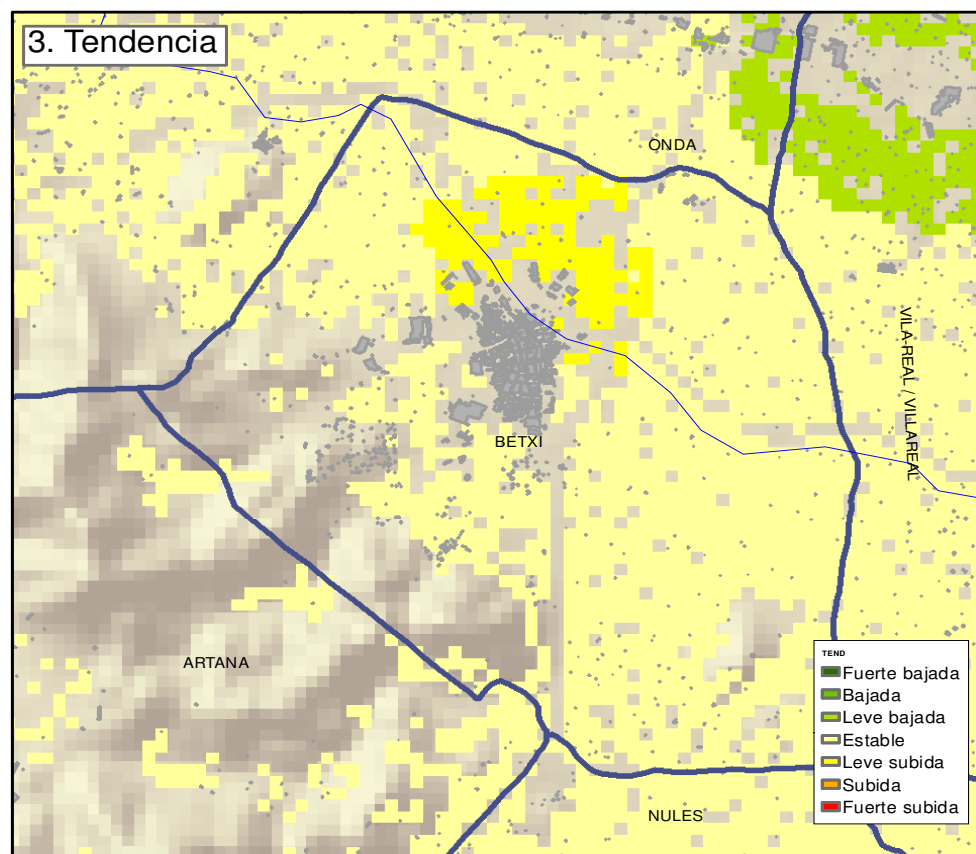 3. Tendencia
ONDA
VILA-REAL / VILLAREAL
BETXI
ARTANA
NULES
TEND
Fuerte bajada
Bajada
Leve bajada
Estable
Leve subida
Subida
Fuerte subida